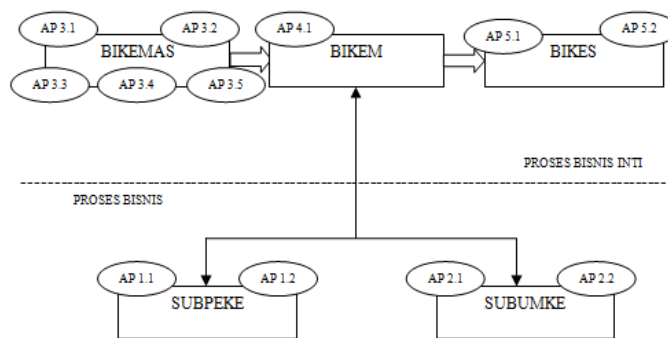 AP 3.1
AP 3.2
AP 4.1
AP 5.1
AP 5.2
BIKEMAS
BIKEM
BIKES
AP 3.3
AP 3.4
AP 3.5
PROSES BISNIS INTI
PROSES BISNIS
AP 1.1
AP 1.2
AP 2.1
AP 2.2
SUBPEKE
SUBUMKE